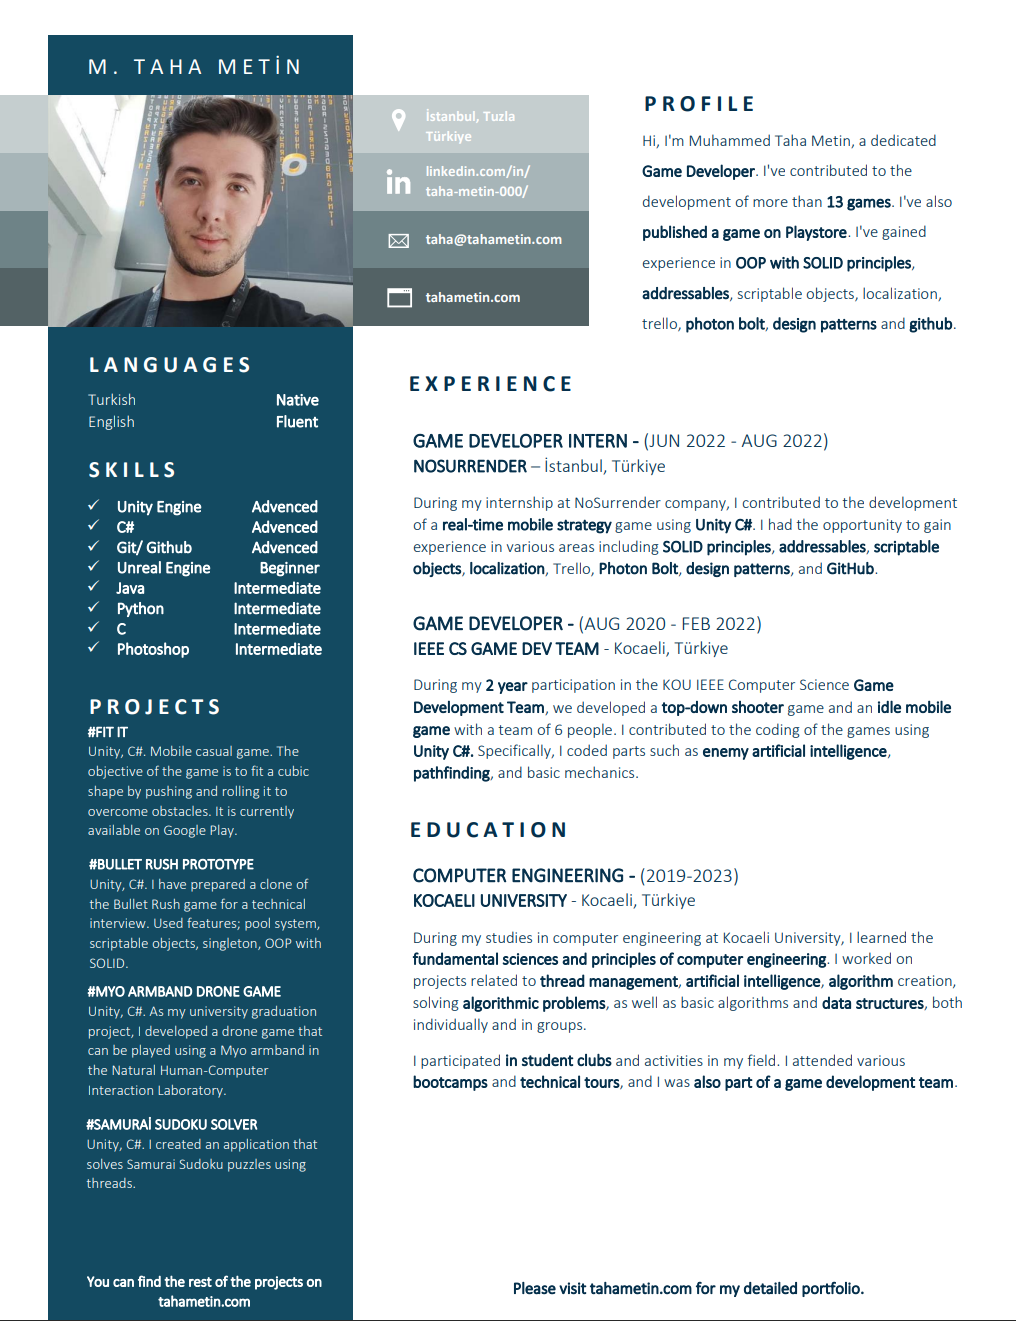 M. TAHA METİN
İstanbul, Tuzla
Türkiye
linkedin.com/in/
taha-metin-000/
taha@tahametin.com
tahametin.com
PROFILE
Hi, I'm Muhammed Taha Metin, a dedicated
Game Developer. I've contributed to the
development of more than 13 games. I've also
published a game on Playstore. I've gained
experience in OOP with SOLID principles,
addressables, scriptable objects, localization,
trello, photon bolt, design patterns and github.
LANGUAGES
Turkish Native
English Fluent
SKILLS
✓ Unity Engine Advenced
✓ C# Advenced
✓ Git/ Github Advenced
✓ Unreal Engine Beginner
✓ Java Intermediate
✓ Python Intermediate
✓ C Intermediate
✓ Photoshop Intermediate
PROJECTS
#FIT IT
Unity, C#. Mobile casual game. The
objective of the game is to fit a cubic
shape by pushing and rolling it to
overcome obstacles. It is currently
available on Google Play.
#BULLET RUSH PROTOTYPE
Unity, C#. I have prepared a clone of
the Bullet Rush game for a technical
interview. Used features; pool system,
scriptable objects, singleton, OOP with
SOLID.
#MYO ARMBAND DRONE GAME
Unity, C#. As my university graduation
project, I developed a drone game that
can be played using a Myo armband in
the Natural Human-Computer
Interaction Laboratory.
#SAMURAİ SUDOKU SOLVER
Unity, C#. I created an application that
solves Samurai Sudoku puzzles using
threads.
You can find the rest of the projects on
tahametin.com
EXPERIENCE
GAME DEVELOPER INTERN - (JUN 2022 - AUG 2022)
NOSURRENDER – İstanbul, Türkiye
During my internship at NoSurrender company, I contributed to the development
of a real-time mobile strategy game using Unity C#. I had the opportunity to gain
experience in various areas including SOLID principles, addressables, scriptable
objects, localization, Trello, Photon Bolt, design patterns, and GitHub.
GAME DEVELOPER - (AUG 2020 - FEB 2022)
IEEE CS GAME DEV TEAM - Kocaeli, Türkiye
During my 2 year participation in the KOU IEEE Computer Science Game
Development Team, we developed a top-down shooter game and an idle mobile
game with a team of 6 people. I contributed to the coding of the games using
Unity C#. Specifically, I coded parts such as enemy artificial intelligence,
pathfinding, and basic mechanics.
EDUCATION
COMPUTER ENGINEERING - (2019-2023)
KOCAELI UNIVERSITY - Kocaeli, Türkiye
During my studies in computer engineering at Kocaeli University, I learned the
fundamental sciences and principles of computer engineering. I worked on
projects related to thread management, artificial intelligence, algorithm creation,
solving algorithmic problems, as well as basic algorithms and data structures, both
individually and in groups.
I participated in student clubs and activities in my field. I attended various
bootcamps and technical tours, and I was also part of a game development team.
Please visit tahametin.com for my detailed portfolio.